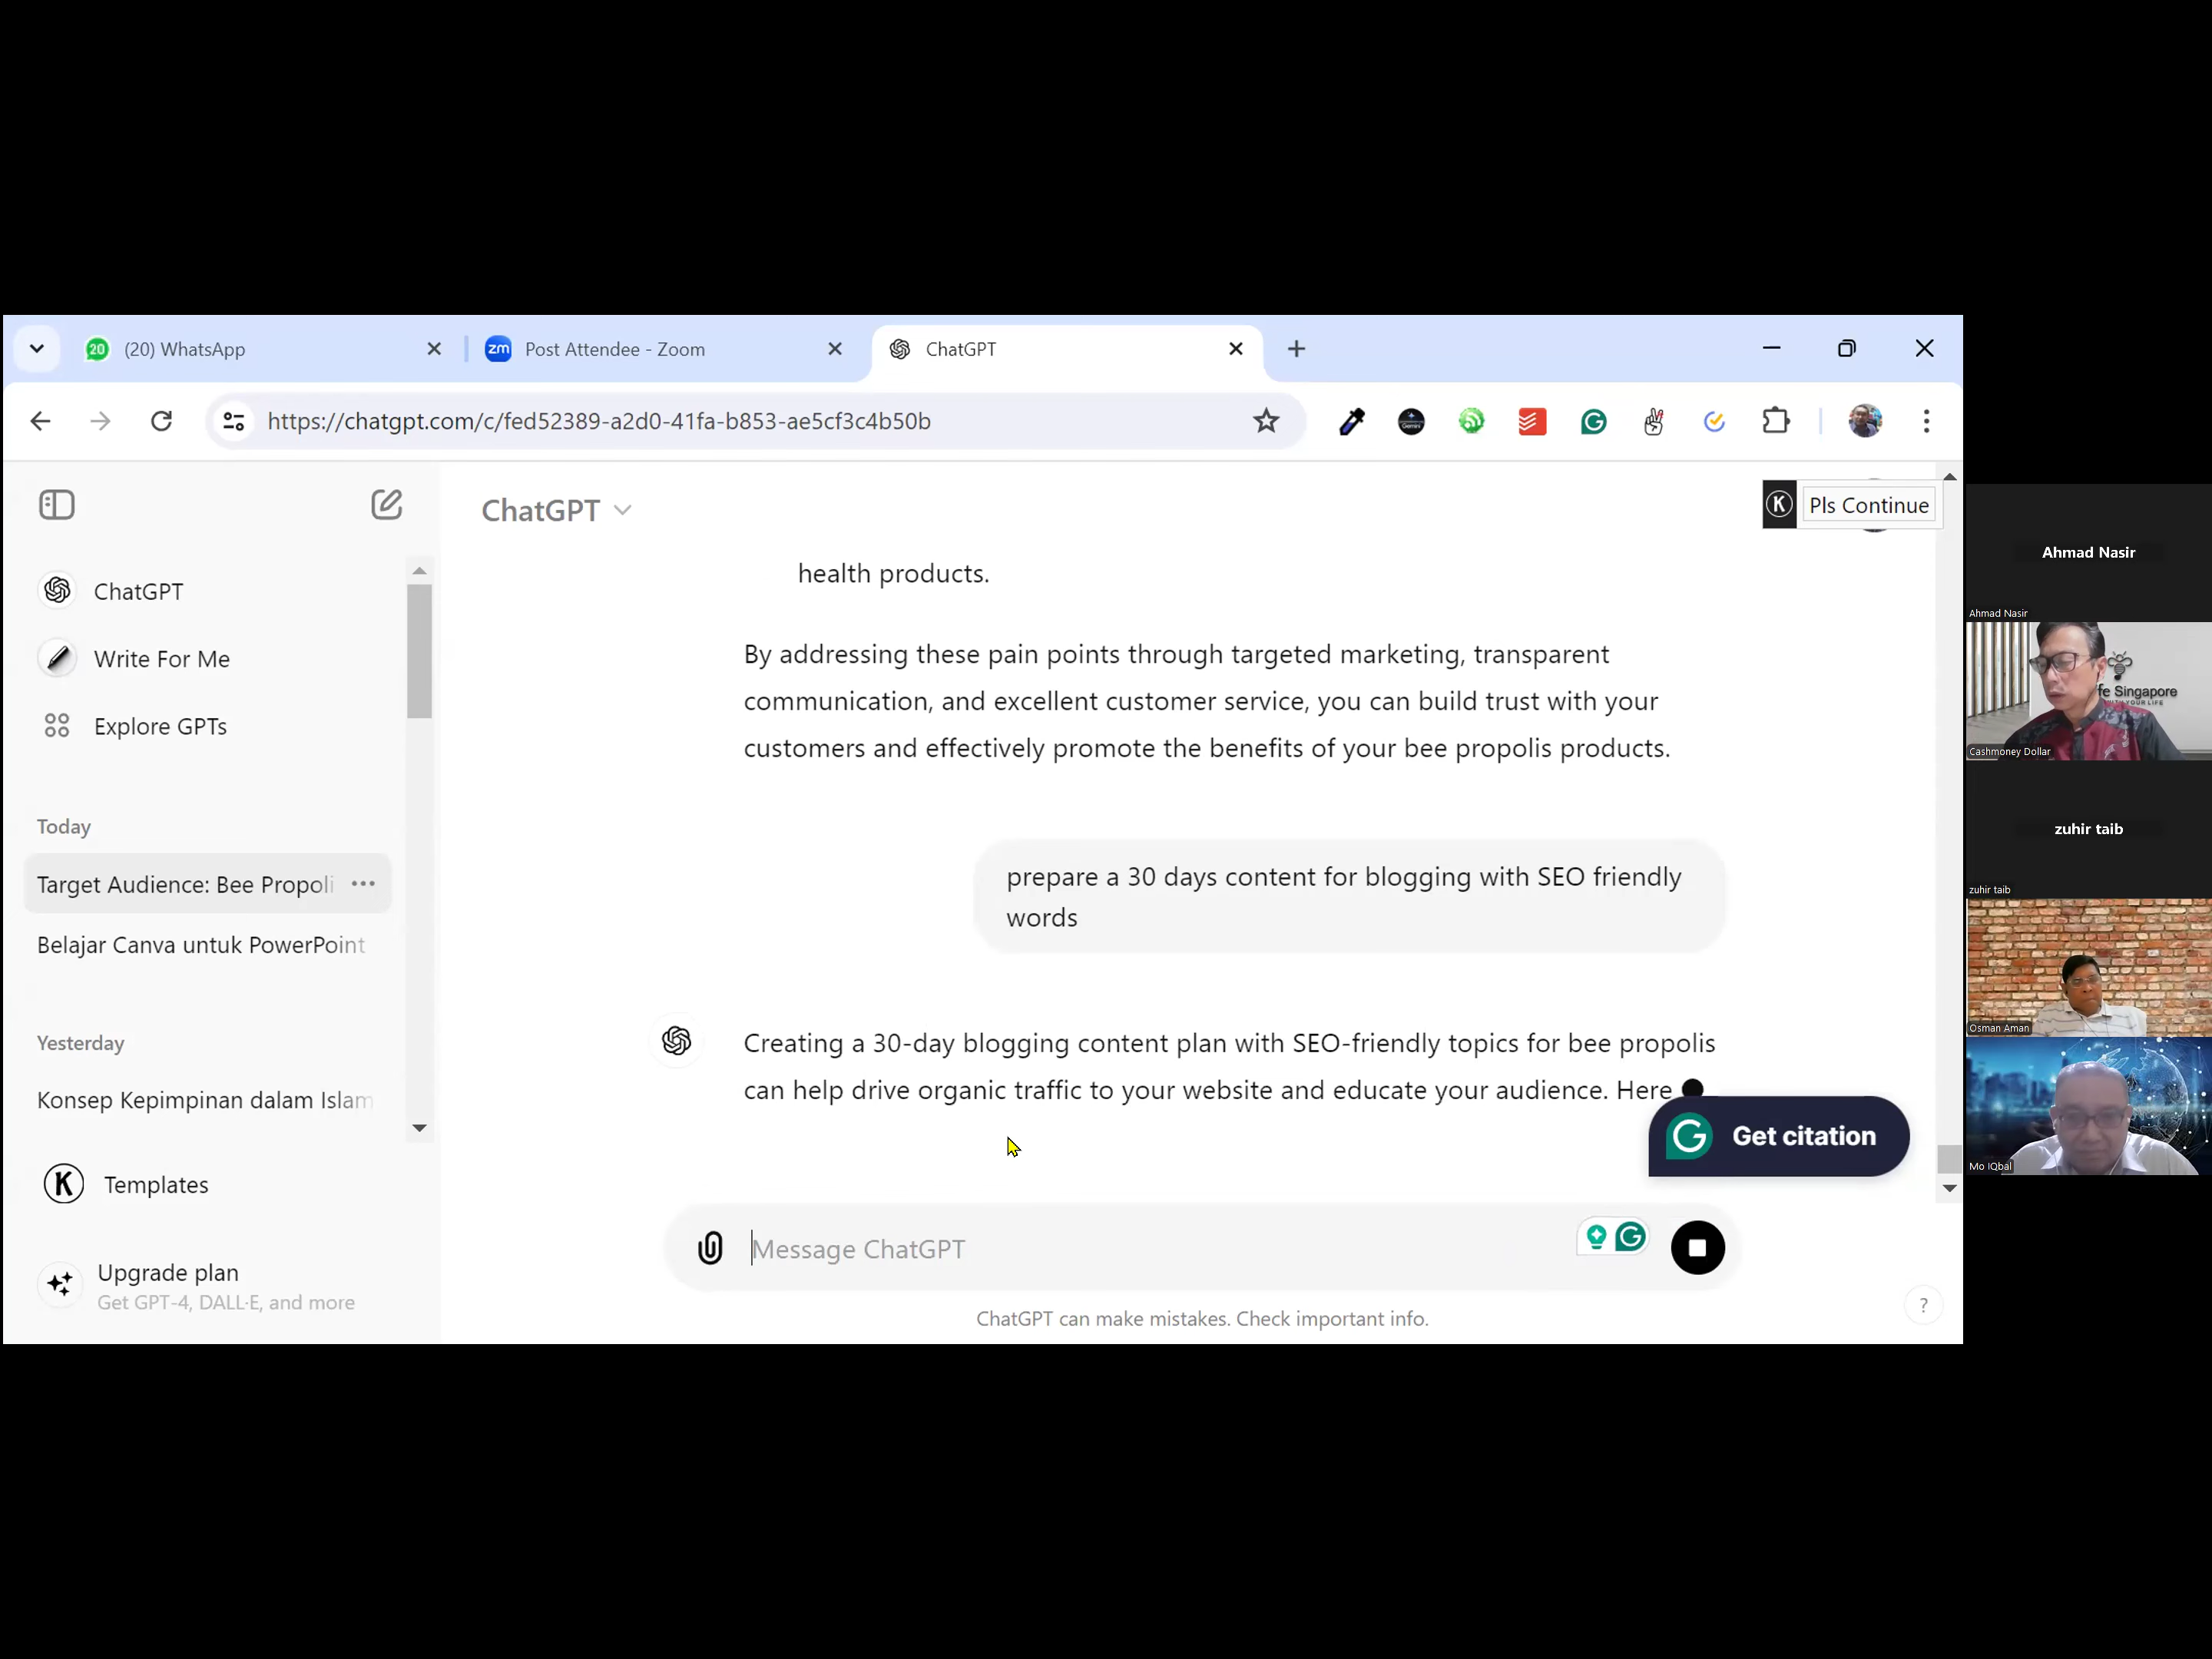 20 (20) WhatsApp
zm Post Attendee - Zoom
ChatGPT
https://chatgpt.com/c/fed52389-a2d0-41fa-b853-ae5cf3c4b50b
ChatGPT
Write For Me
Explore GPTs
Today
Target Audience: Bee Propoli
Belajar Canva untuk PowerPoint
Yesterday
Konsep Kepimpinan dalam Islam
K Templates
Upgrade plan
Get GPT-4, DALL·E, and more
ChatGPT
K Pls Continue
health products.
By addressing these pain points through targeted marketing, transparent
communication, and excellent customer service, you can build trust with your
customers and effectively promote the benefits of your bee propolis products.
prepare a 30 days content for blogging with SEO friendly
words
Creating a 30-day blogging content plan with SEO-friendly topics for bee propolis
can help drive organic traffic to your website and educate your audience. Here
G Get citation
Message ChatGPT
ChatGPT can make mistakes. Check important info.
?
Ahmad Nasir
Ahmad Nasir
fe Singapore
WITH YOUR LIFE
Cashmoney Dollar
zuhir taib
zuhir taib
Osman Aman
Mo IQbal